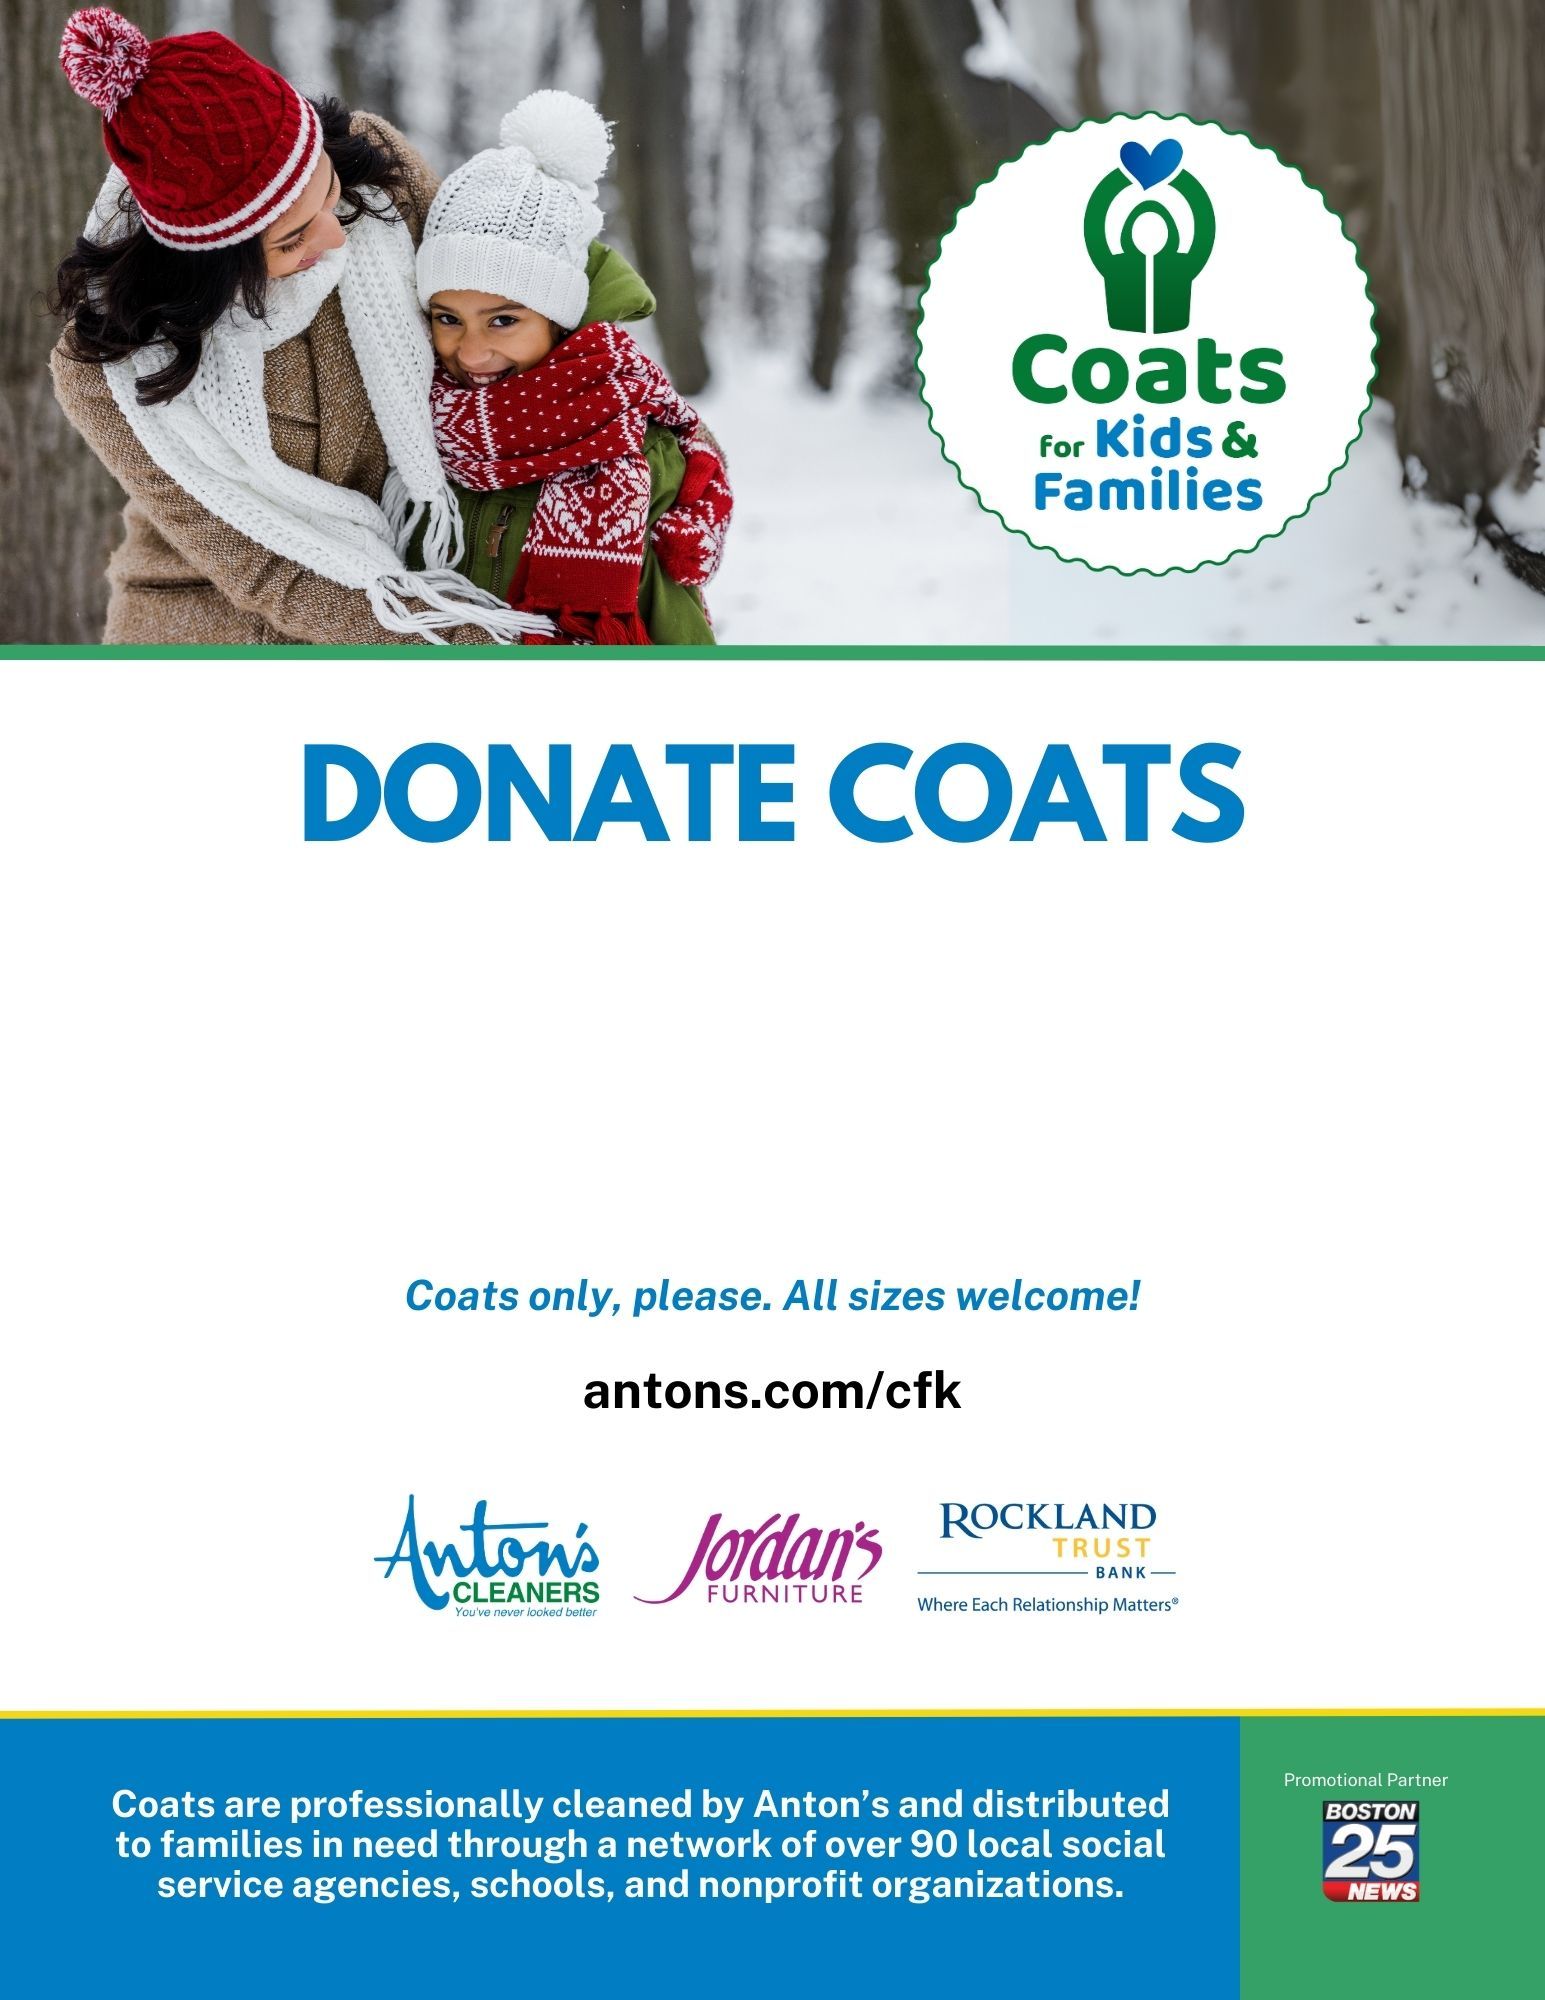 Coats
for Kids &
Families
DONATE COATS
Coats only, please. All sizes welcome!
antons.com/cfk
Anton's
CLEANERS
You've never looked better
Jordan's
FURNITURE
ROCKLAND
TRUST
BANK
Where Each Relationship Matters®
Coats are professionally cleaned by Anton’s and distributed
to families in need through a network of over 90 local social
service agencies, schools, and nonprofit organizations.
Promotional Partner
BOSTON
25
NEWS